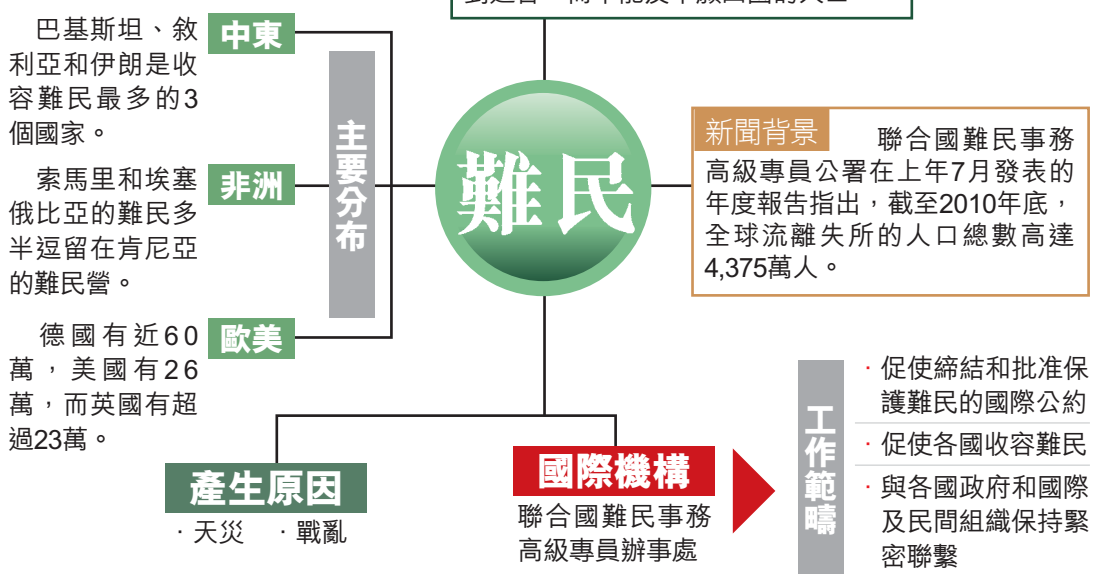 中東
巴基斯坦、敘
利亞和伊朗是收
容難民最多的3
個國家。
主要分布
非洲
索馬里和埃塞
俄比亞的難民多
半逗留在肯尼亞
的難民營。
歐美
德國有近60
萬，美國有26
萬，而英國有超
過23萬。
難民
新聞背景
聯合國難民事務
高級專員公署在上年7月發表的
年度報告指出，截至2010年底，
全球流離失所的人口總數高達
4,375萬人。
產生原因
·天災 ·戰亂
國際機構
聯合國難民事務
高級專員辦事處
工作範疇
·促使締結和批准保
護難民的國際公約
·促使各國收容難民
·與各國政府和國際
及民間組織保持緊
密聯繫